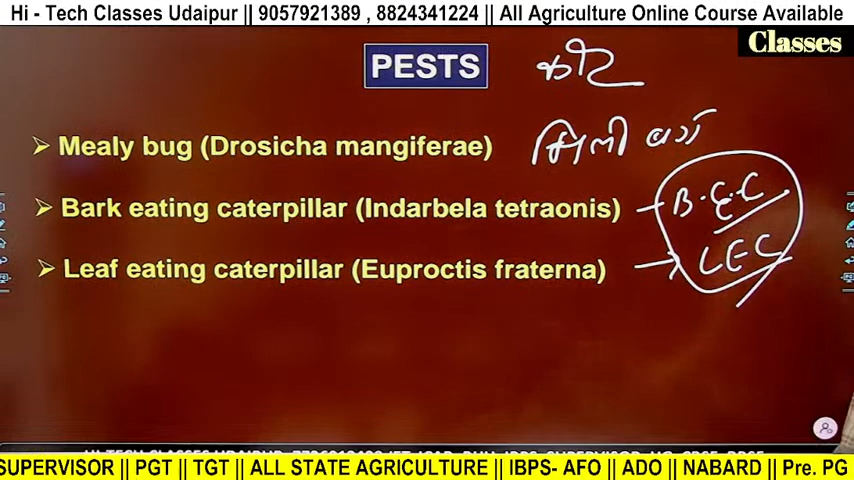 Hi - Tech Classes Udaipur || 9057921389 , 8824341224 || All Agriculture Online Course Available
Classes
PESTS कीट
➢ Mealy bug (Drosicha mangiferae) मिली बग
➢ Bark eating caterpillar (Indarbela tetraonis) B.E.C
➢ Leaf eating caterpillar (Euproctis fraterna) LEC
SUPERVISOR || PGT || TGT || ALL STATE AGRICULTURE || IBPS- AFO || ADO || NABARD || Pre. PG